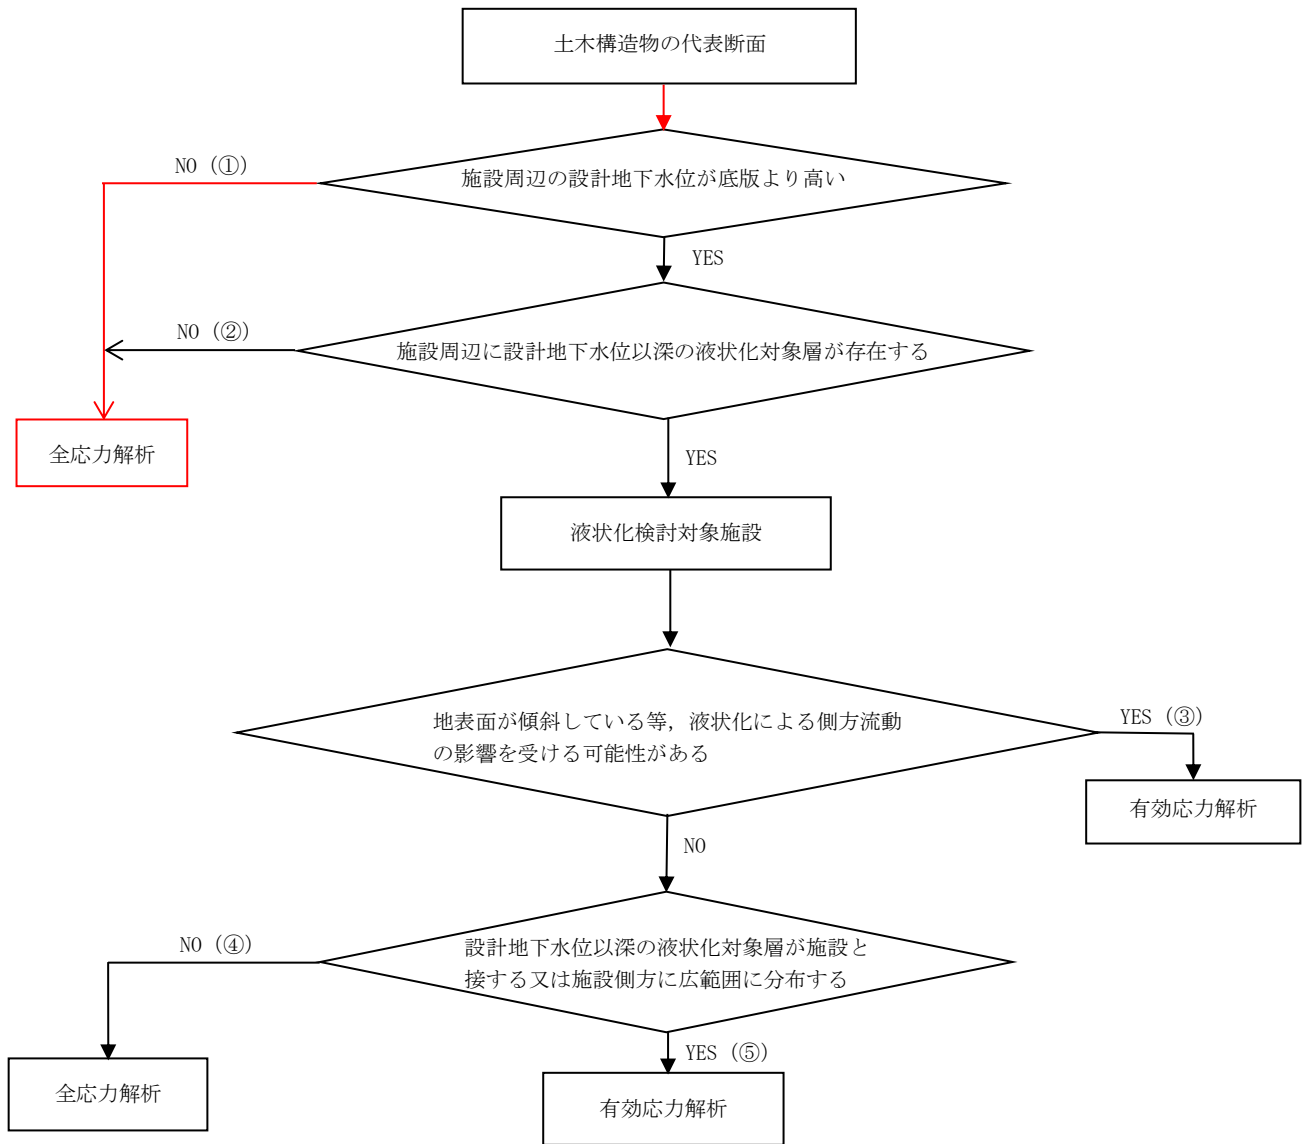 土木構造物の代表断面
NO (①)
施設周辺の設計地下水位が底版より高い
YES
NO (②)
施設周辺に設計地下水位以深の液状化対象層が存在する
全応力解析
YES
液状化検討対象施設
地表面が傾斜している等，液状化による側方流動
の影響を受ける可能性がある
YES (③)
有効応力解析
NO
NO (④)
設計地下水位以深の液状化対象層が施設と
接する又は施設側方に広範囲に分布する
YES (⑤)
全応力解析
有効応力解析